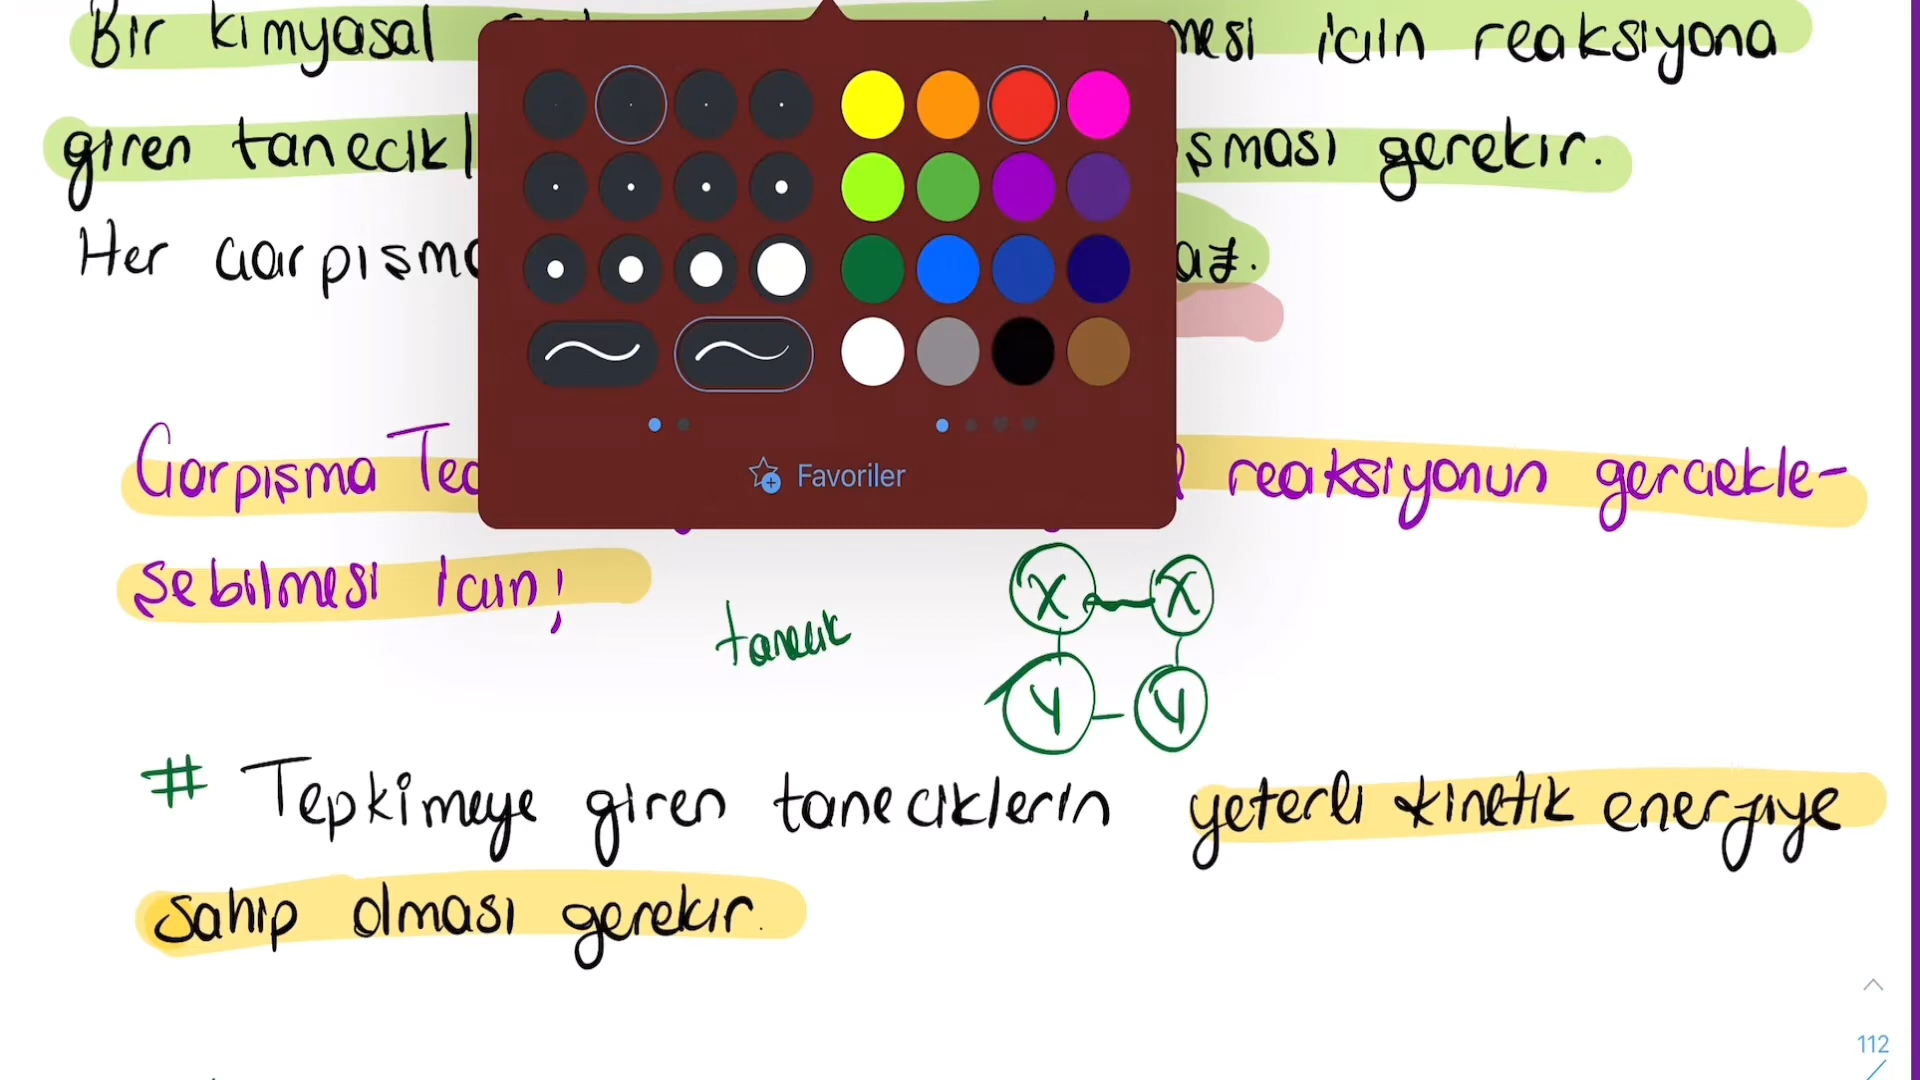 Bir kimyasal mesi için reaksiyona
giren tanecikl şması gerekir.
Her çarpışma az.
Çarpışma Teo reaksiyonun gerçekle-
şebilmesi için;
tanecik
X X
Y Y
# Tepkimeye giren taneciklerin yeterli kinetik enerjiye
sahip olması gerekir.
Favoriler
112